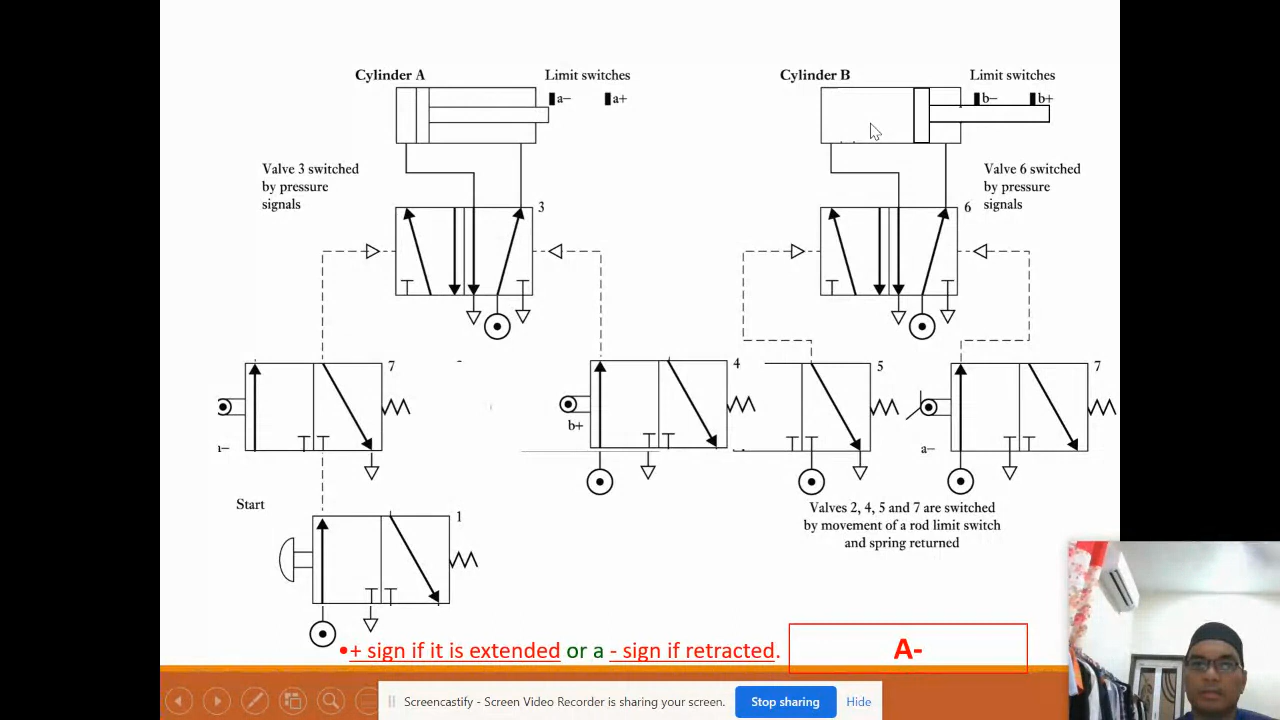 Cylinder A
Limit switches
a−
a+
Cylinder B
Limit switches
b−
b+
Valve 3 switched
by pressure
signals
3
6
Valve 6 switched
by pressure
signals
7
4
5
7
b+
a−
Start
1
Valves 2, 4, 5 and 7 are switched
by movement of a rod limit switch
and spring returned
•+ sign if it is extended or a - sign if retracted.
A-
Screencastify - Screen Video Recorder is sharing your screen.
Stop sharing
Hide